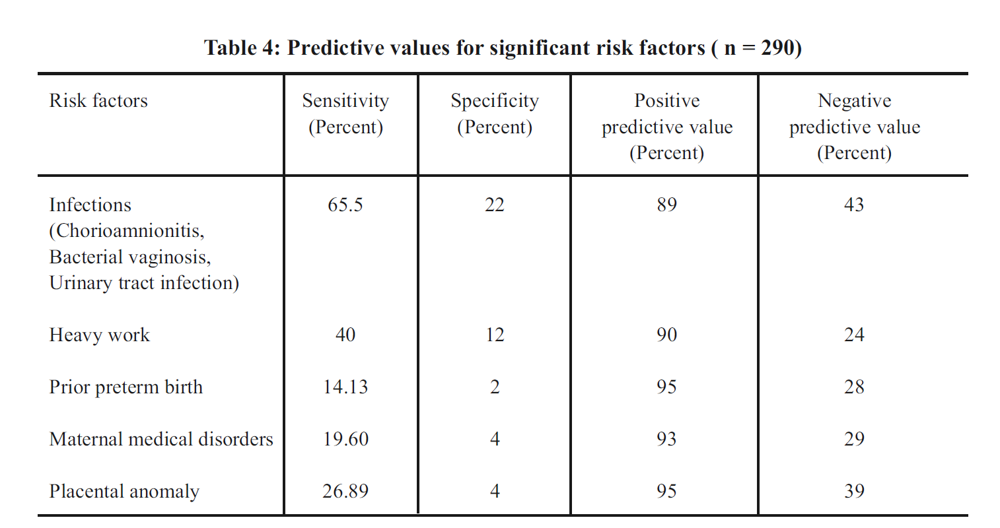 Table 4: Predictive values for significant risk factors ( n = 290)
Risk factors Sensitivity Specificity Positive Negative
(Percent) (Percent) predictive value predictive value
(Percent) (Percent)
Infections 65.5 22 89 43
(Chorioamnionitis,
Bacterial vaginosis,
Urinary tract infection)
Heavy work 40 12 90 24
Prior preterm birth 14.13 2 95 28
Maternal medical disorders 19.60 4 93 29
Placental anomaly 26.89 4 95 39